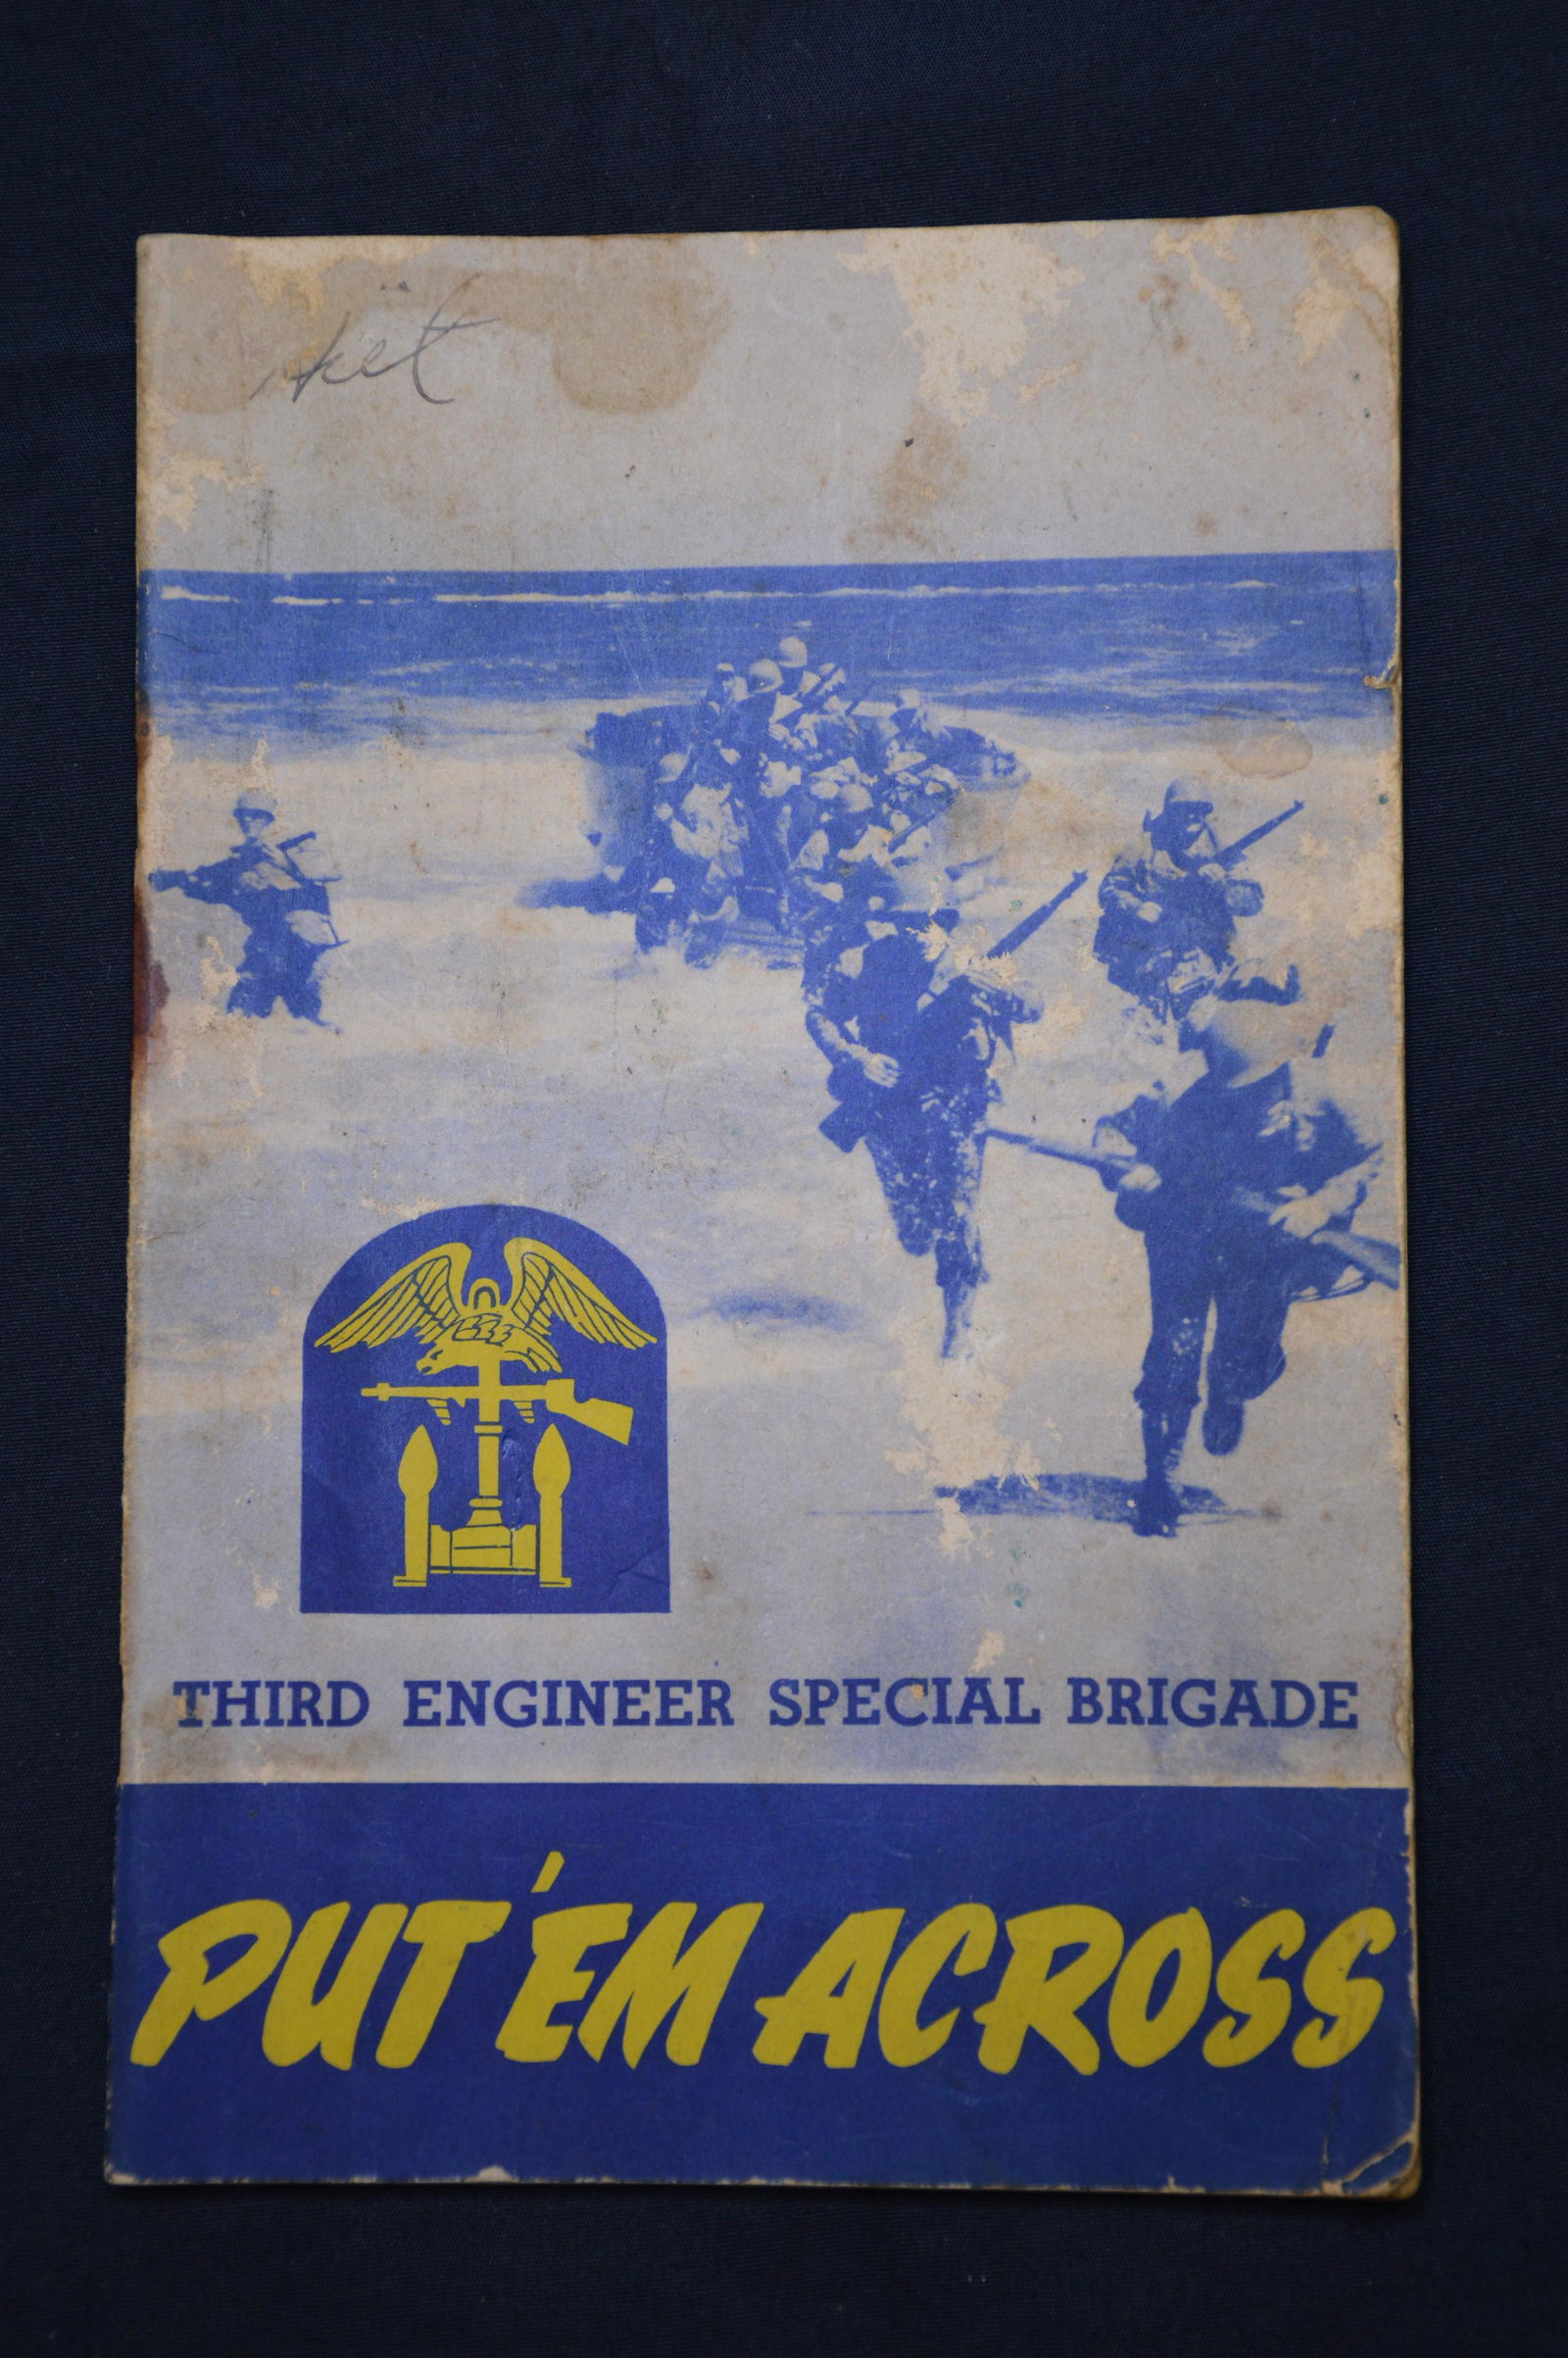 THIRD ENGINEER SPECIAL BRIGADE
PUT 'EM ACROSS